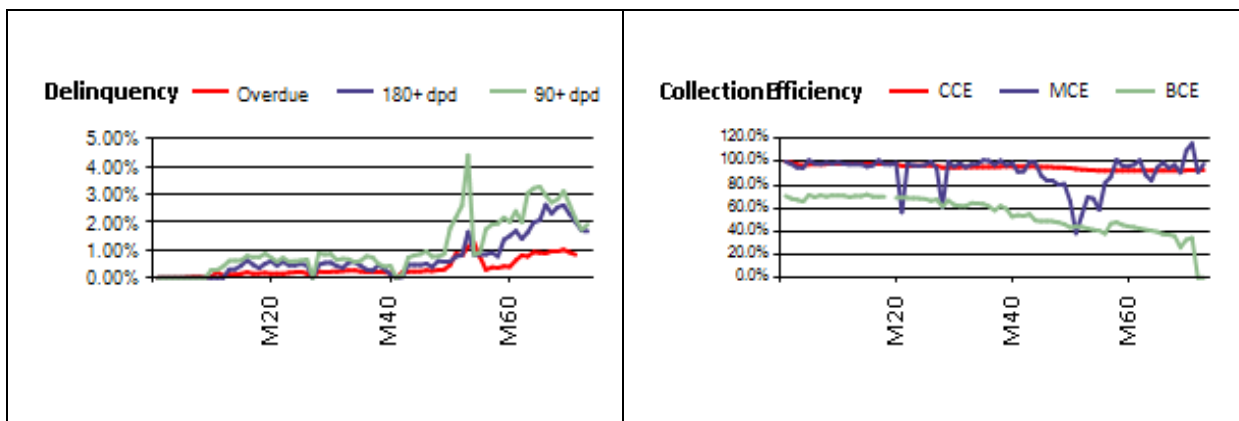 Delinquency Overdue 180+ dpd 90+ dpd
5.00%
4.00%
3.00%
2.00%
1.00%
0.00%
M20
M40
M60
Collection Efficiency CCE MCE BCE
120.0%
100.0%
80.0%
60.0%
40.0%
20.0%
0.0%
M20
M40
M60